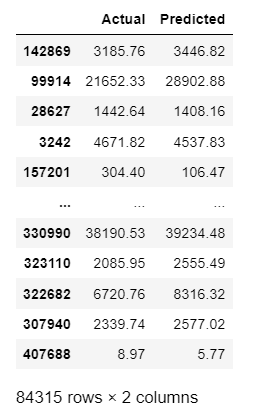 Actual Predicted
142869 3185.76 3446.82
99914 21652.33 28902.88
28627 1442.64 1408.16
3242 4671.82 4537.83
157201 304.40 106.47
... ... ...
330990 38190.53 39234.48
323110 2085.95 2555.49
322682 6720.76 8316.32
307940 2339.74 2577.02
407688 8.97 5.77
84315 rows × 2 columns